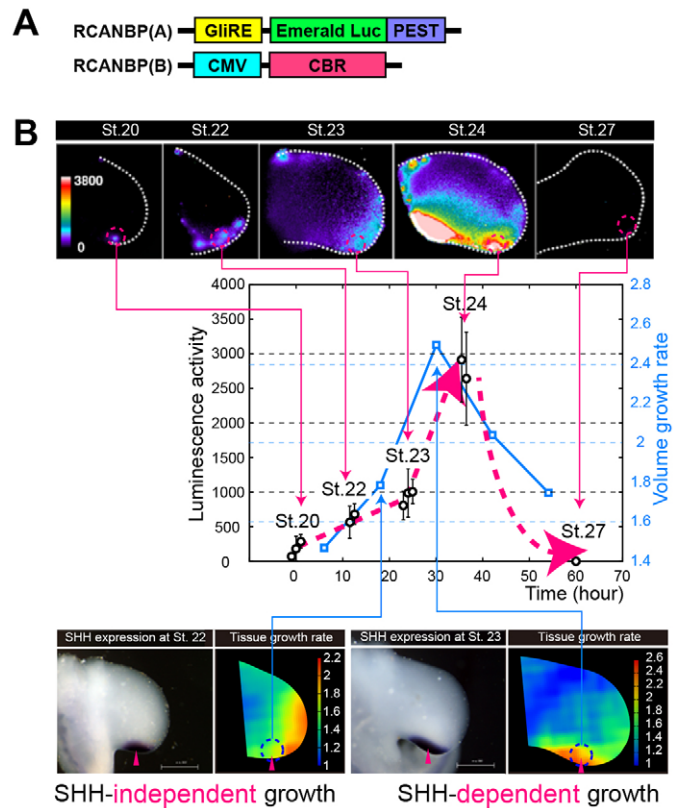 A
RCANBP(A) GliRE Emerald Luc PEST
RCANBP(B) CMV CBR
B
St.20 St.22 St.23 St.24 St.27
3800
0
4000
3500
3000
2500
2000
1500
1000
500
0
Luminescence activity
St.20
St.22
St.23
St.24
St.27
2.8
2.6
2.4
2.2
2
1.8
1.6
1.4
Volume growth rate
-0 10 20 30 40 50 60 70
Time (hour)
SHH expression at St. 22 Tissue growth rate SHH expression at St. 23 Tissue growth rate
2.2
2
1.8
1.6
1.4
1.2
1
2.6
2.4
2.2
2
1.8
1.6
1.4
1.2
1
SHH-independent growth SHH-dependent growth